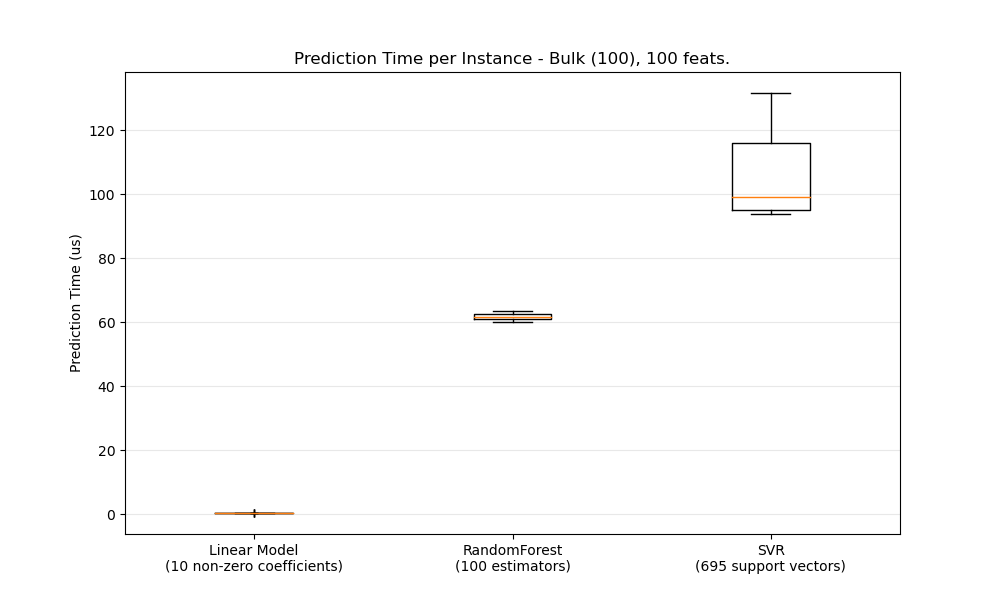 Prediction Time per Instance - Bulk (100), 100 feats.
Prediction Time (us)
120
100
80
60
40
20
0
Linear Model
(10 non-zero coefficients)
RandomForest
(100 estimators)
SVR
(695 support vectors)